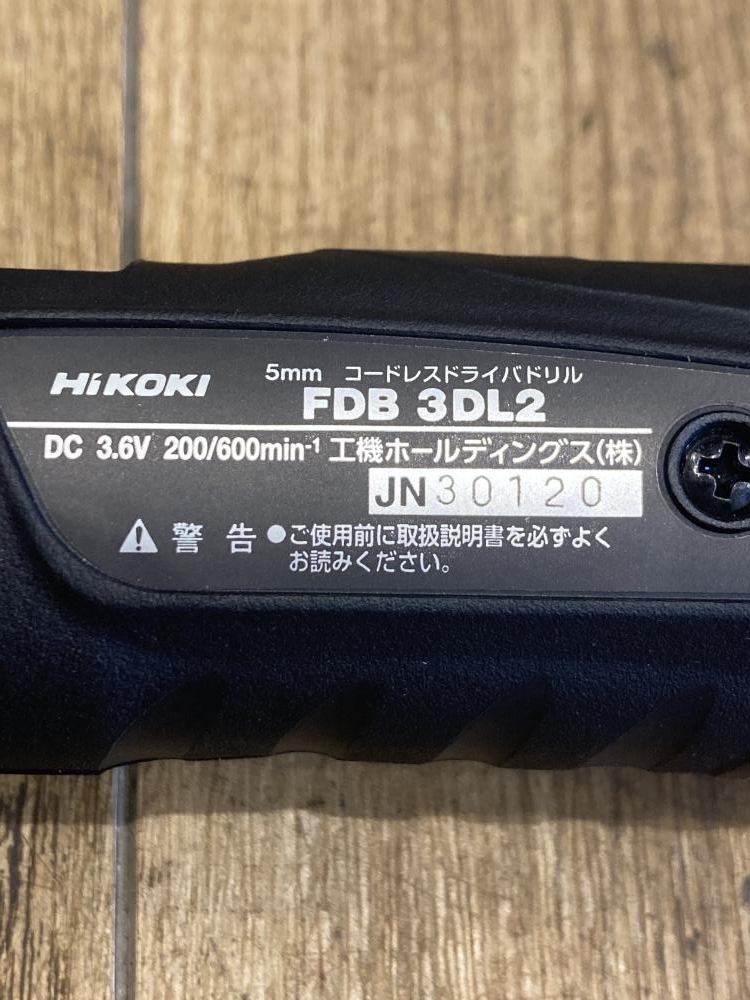 HiKOKI
5mm コードレスドライバドリル
FDB 3DL2
DC 3.6V 200/600min-1 工機ホールディングス(株)
JN30120
警告 ●ご使用前に取扱説明書を必ずよく
お読みください。